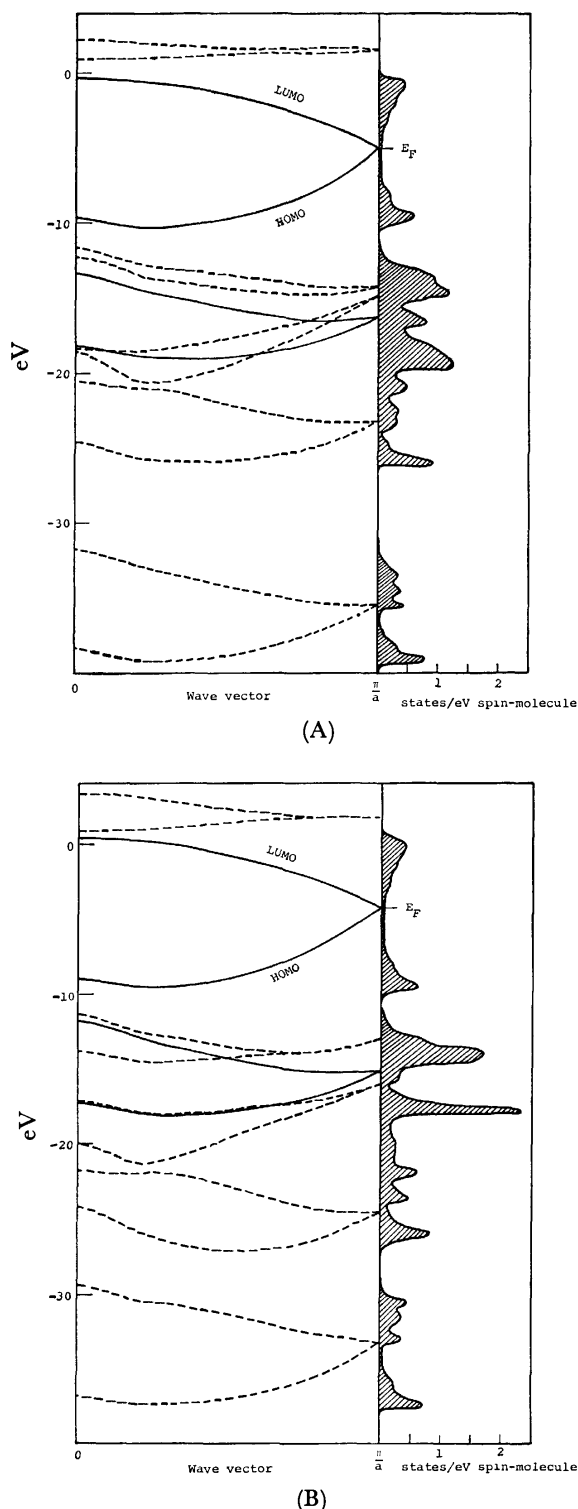 0
LUMO
E_F
-10
HOMO
eV
-20
-30
0
Wave vector
π/a
1
2
states/eV spin-molecule
(A)
0
LUMO
E_F
HOMO
-10
eV
-20
-30
0
Wave vector
π/a
1
2
states/eV spin-molecule
(B)